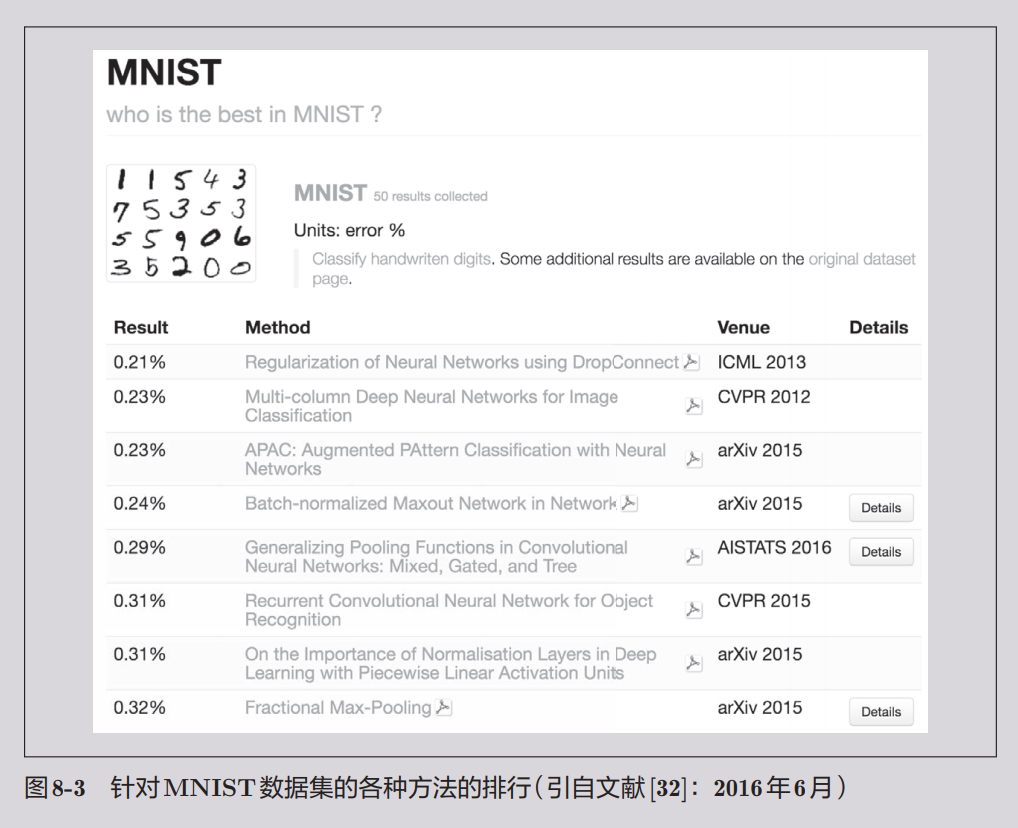 MNIST
who is the best in MNIST ?
1 1 5 4 3
7 5 3 5 3
5 5 9 0 6
3 5 2 0 0
MNIST 50 results collected
Units: error %
Classify handwriten digits. Some additional results are available on the original dataset
page.
Result Method Venue Details
0.21% Regularization of Neural Networks using DropConnect ICML 2013
0.23% Multi-column Deep Neural Networks for Image CVPR 2012
Classification
0.23% APAC: Augmented PAttern Classification with Neural arXiv 2015
Networks
0.24% Batch-normalized Maxout Network in Network arXiv 2015 Details
0.29% Generalizing Pooling Functions in Convolutional AISTATS 2016 Details
Neural Networks: Mixed, Gated, and Tree
0.31% Recurrent Convolutional Neural Network for Object CVPR 2015
Recognition
0.31% On the Importance of Normalisation Layers in Deep arXiv 2015
Learning with Piecewise Linear Activation Units
0.32% Fractional Max-Pooling arXiv 2015 Details
图8-3 针对MNIST数据集的各种方法的排行（引自文献[32]：2016年6月）